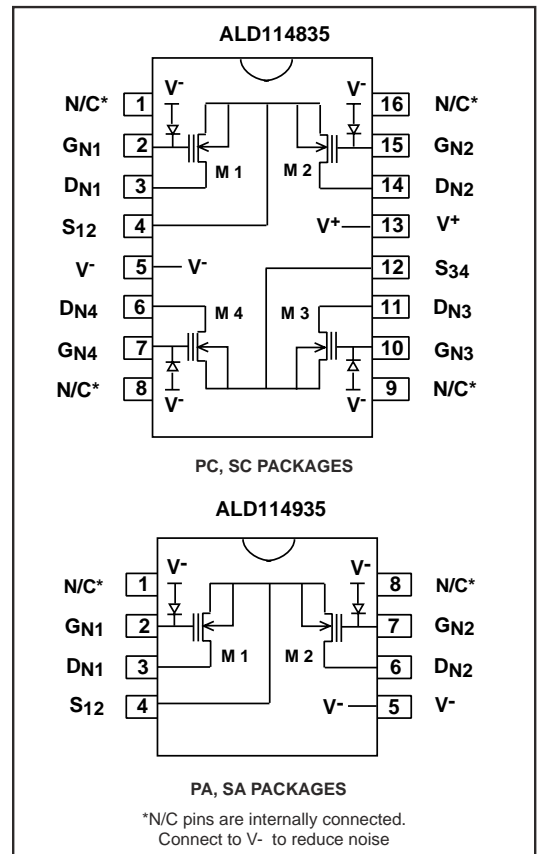 ALD114835
V- V-
N/C* 1 16 N/C*
GN1 2 15 GN2
M 1 M 2
DN1 3 14 DN2
S12 4 V+ 13 V+
V- 5 V- 12 S34
DN4 6 M 4 M 3 11 DN3
GN4 7 10 GN3
N/C* 8 V- V- 9 N/C*
PC, SC PACKAGES
ALD114935
V- V-
N/C* 1 8 N/C*
GN1 2 7 GN2
DN1 3 M 1 M 2 6 DN2
S12 4 V- 5 V-
PA, SA PACKAGES
*N/C pins are internally connected.
Connect to V- to reduce noise